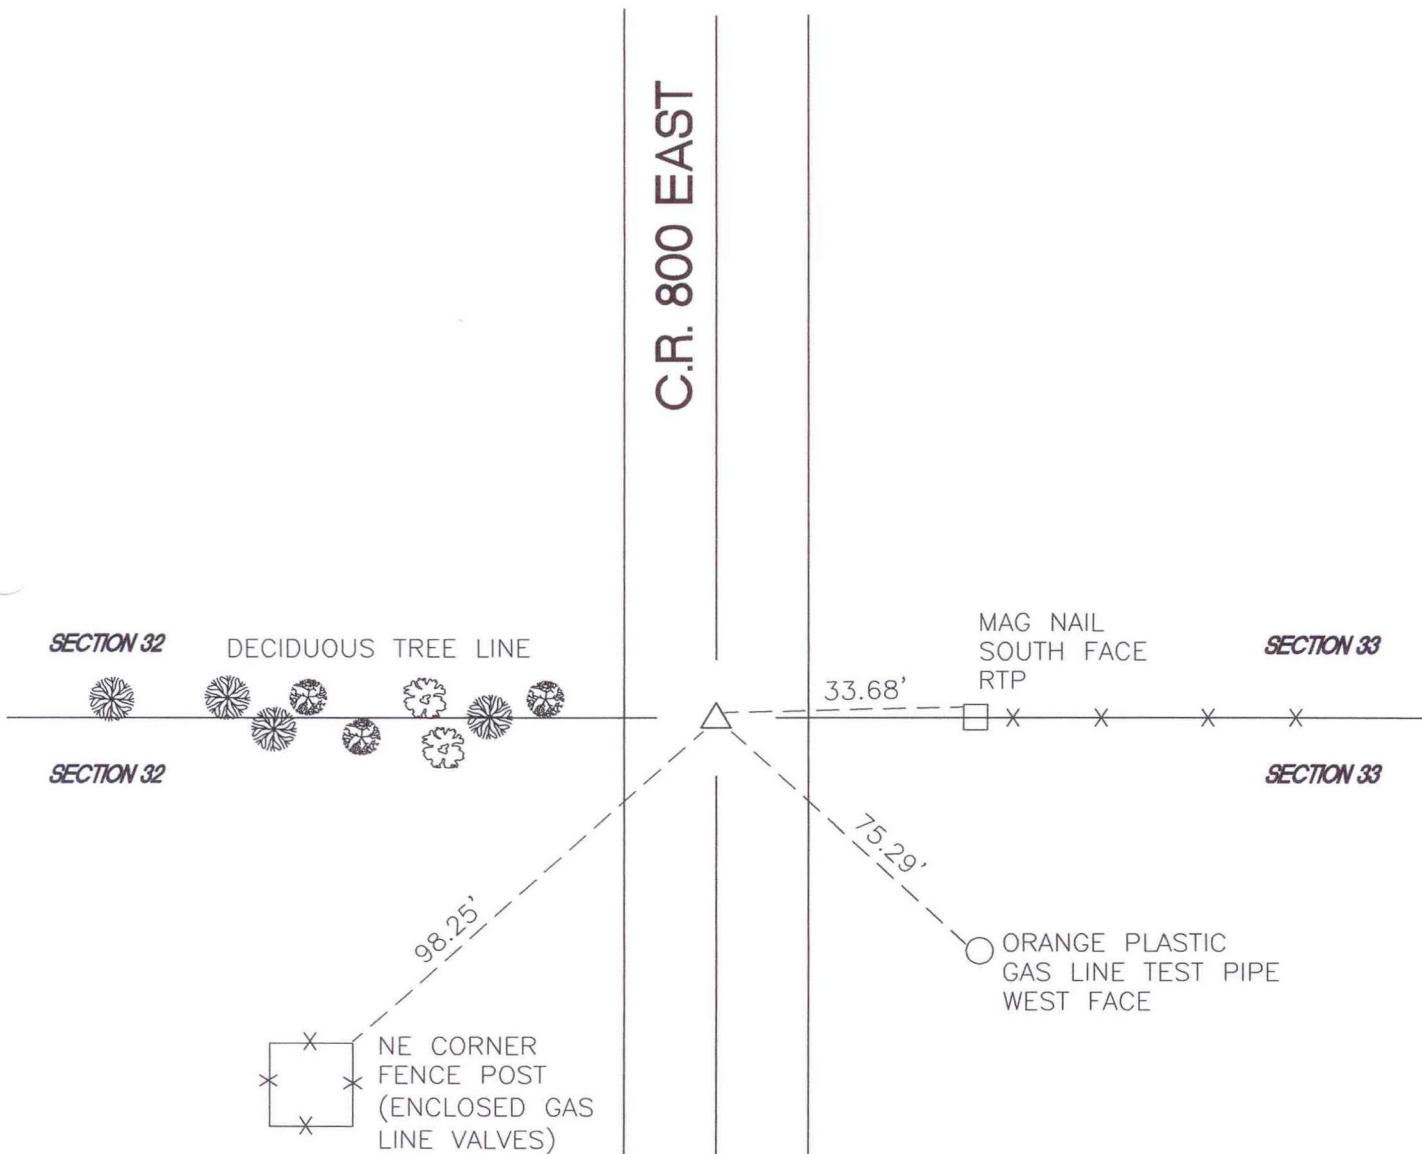 C.R. 800 EAST
SECTION 32
DECIDUOUS TREE LINE
MAG NAIL
SOUTH FACE
RTP
SECTION 33
33.68'
SECTION 32
SECTION 33
75.29'
98.25'
ORANGE PLASTIC
GAS LINE TEST PIPE
WEST FACE
NE CORNER
FENCE POST
(ENCLOSED GAS
LINE VALVES)